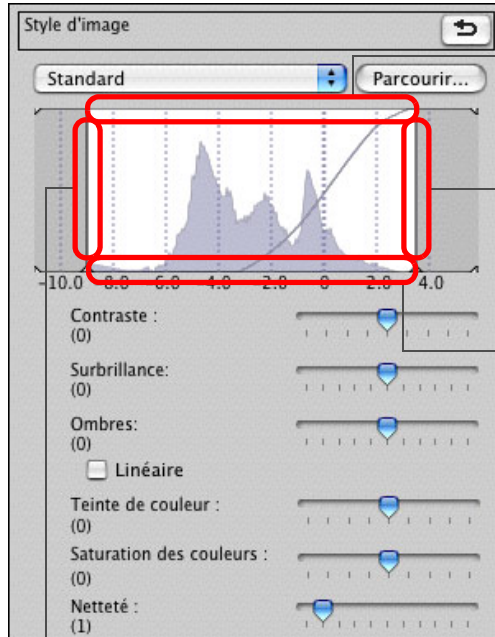 Style d'image
Standard
Parcourir...
-10.0 -8.0 -6.0 -4.0 -2.0 0 2.0 4.0
Contraste :
(0)
Surbrillance:
(0)
Ombres:
(0)
Linéaire
Teinte de couleur :
(0)
Saturation des couleurs :
(0)
Netteté :
(1)